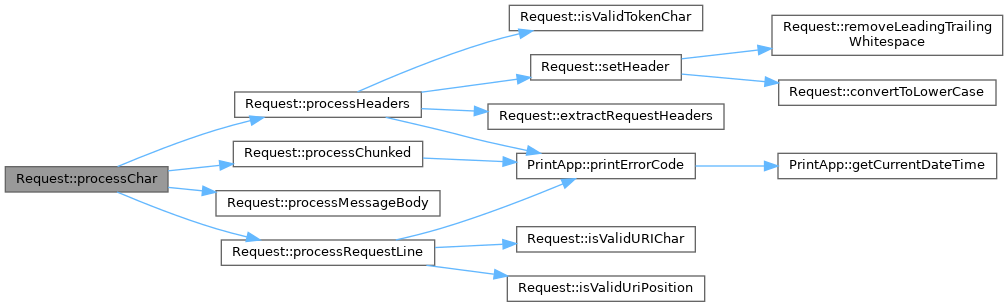 Request::processChar
Request::processHeaders
Request::processChunked
Request::processMessageBody
Request::processRequestLine
Request::isValidTokenChar
Request::setHeader
Request::extractRequestHeaders
PrintApp::printErrorCode
Request::isValidURIChar
Request::isValidUriPosition
Request::removeLeadingTrailing
Whitespace
Request::convertToLowerCase
PrintApp::getCurrentDateTime